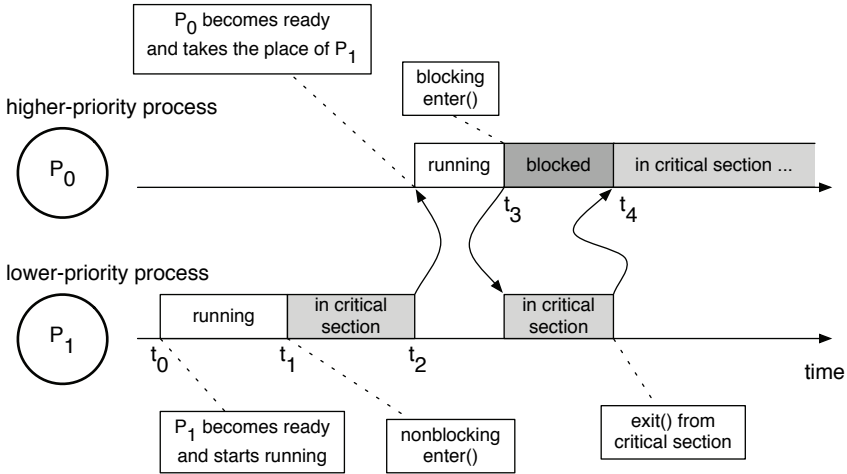 P0 becomes ready
and takes the place of P1
blocking
enter()
higher-priority process
P0
running
blocked
in critical section ...
t3
t4
lower-priority process
P1
running
in critical
section
in critical
section
t0
t1
t2
time
P1 becomes ready
and starts running
nonblocking
enter()
exit() from
critical section